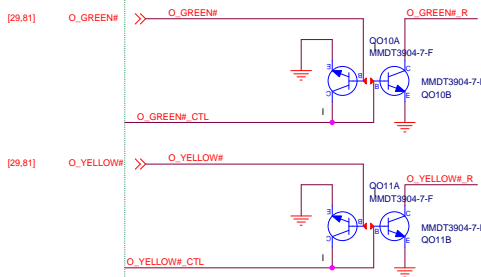 [29,81] O_GREEN# O_GREEN# O_GREEN#_R
QO10A
MMDT3904-7-F
E B C
C B E
MMDT3904-7-F
QO10B
O_GREEN#_CTL
[29,81] O_YELLOW# O_YELLOW# O_YELLOW#_R
QO11A
MMDT3904-7-F
E B C
C B E
MMDT3904-7-F
QO11B
O_YELLOW#_CTL